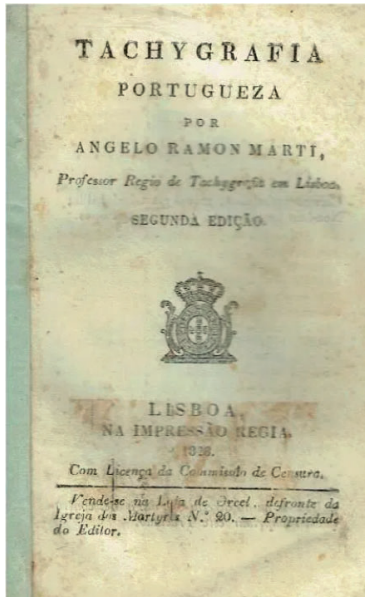 TACHYGRAFIA
PORTUGUEZA
POR
ANGELO RAMON MARTÍ,
Professor Regio de Tachygrafia em Lisboa.
SEGUNDA EDIÇÃO.
LISBOA,
NA IMPRESSÃO REGIA.
Com Licença da Commissão de Censura.
Vende-se na Loja de Orcel, defronte da
Igreja dos Martyres N.º 20. — Propriedade
do Editor.